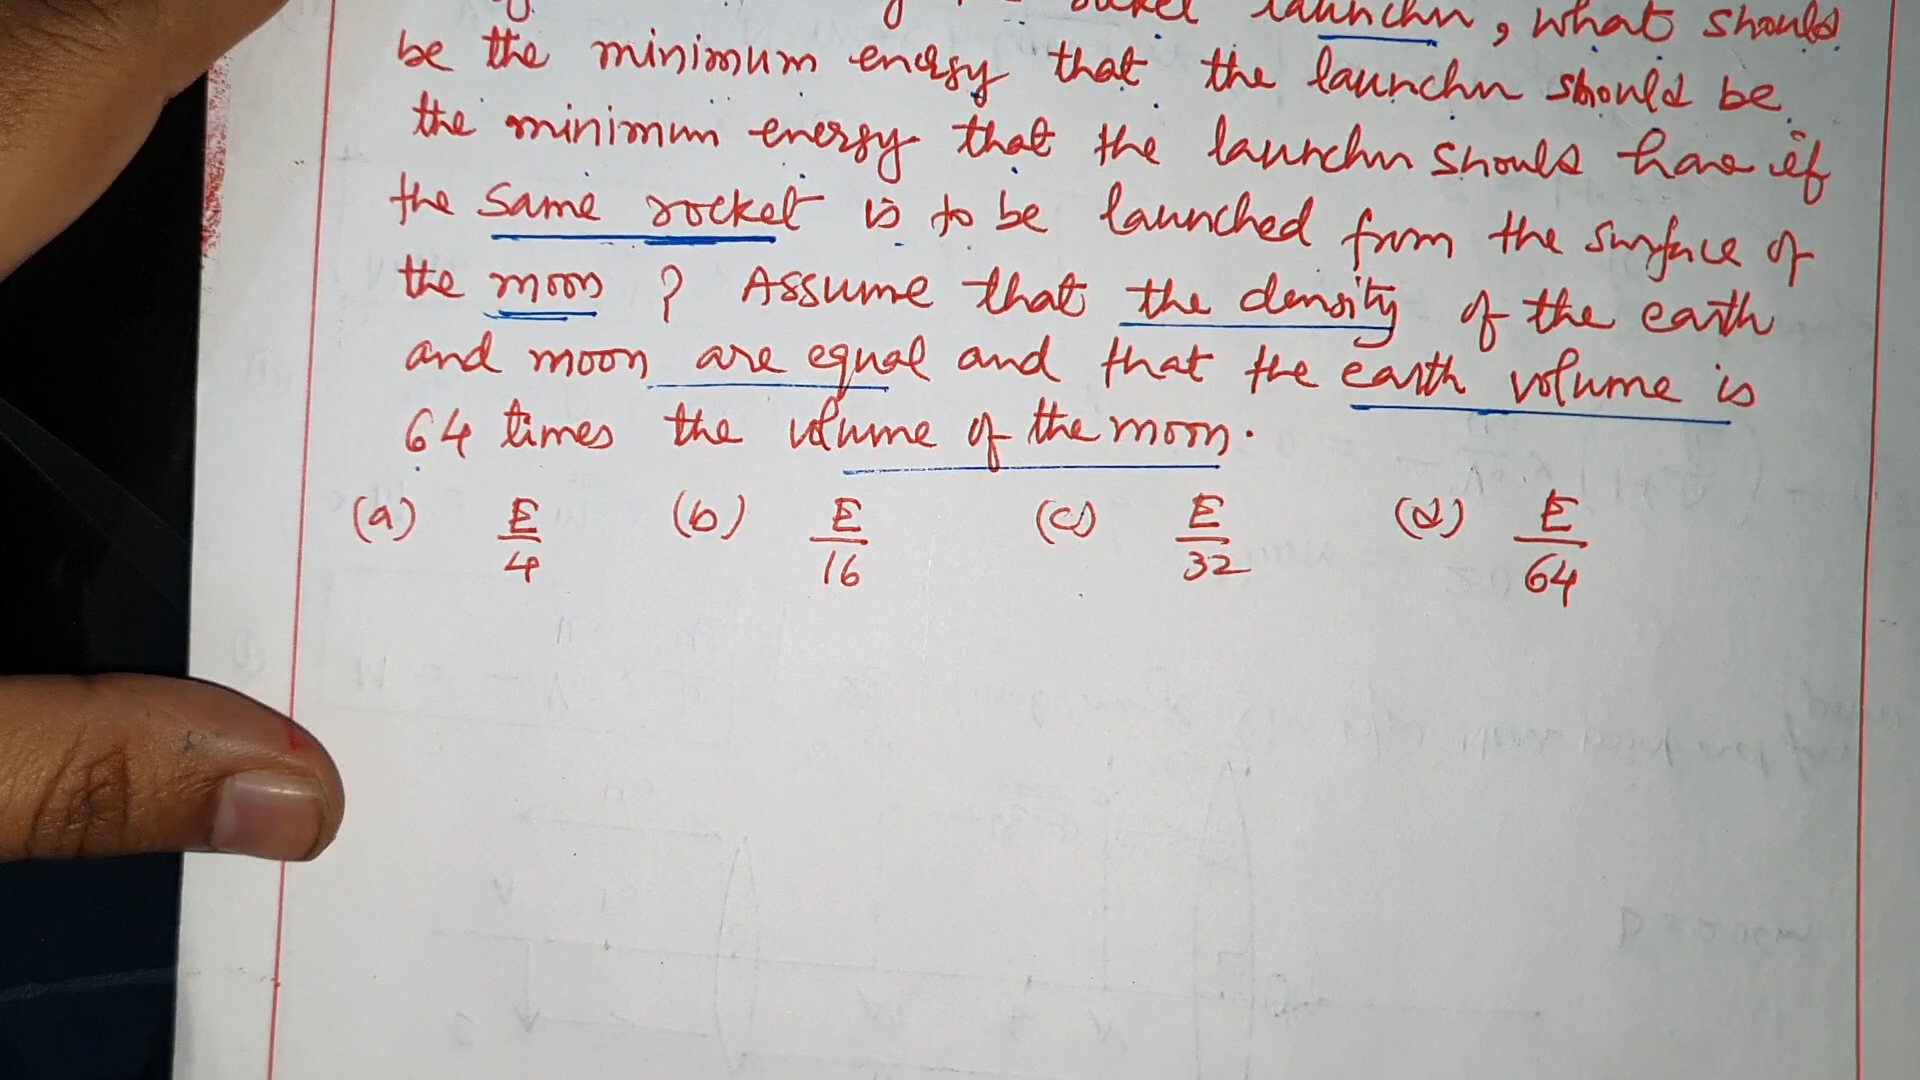 launchn, what should
be the minimum energy that the launchn should be
the minimum energy that the launchn should have if
the same rocket is to be launched from the surface of
the moon ? Assume that the density of the earth
and moon are equal and that the earth volume is
64 times the volume of the moon.
(a) E/4 (b) E/16 (c) E/32 (d) E/64